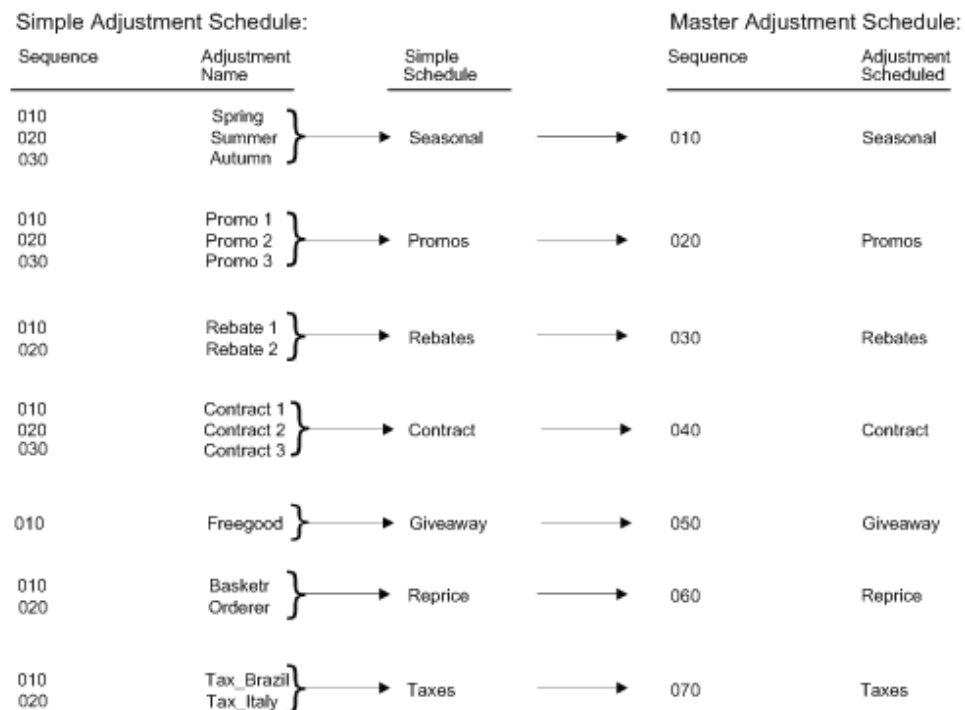 Simple Adjustment Schedule: Master Adjustment Schedule:
Sequence Adjustment Name Simple Schedule Sequence Adjustment Scheduled
010 Spring
020 Summer Seasonal 010 Seasonal
030 Autumn
010 Promo 1
020 Promo 2 Promos 020 Promos
030 Promo 3
010 Rebate 1
Rebates 030 Rebates
020 Rebate 2
010 Contract 1
020 Contract 2 Contract 040 Contract
030 Contract 3
010 Freegood Giveaway 050 Giveaway
010 Basketr
Reprice 060 Reprice
020 Orderer
010 Tax_Brazil
Taxes 070 Taxes
020 Tax_Italy